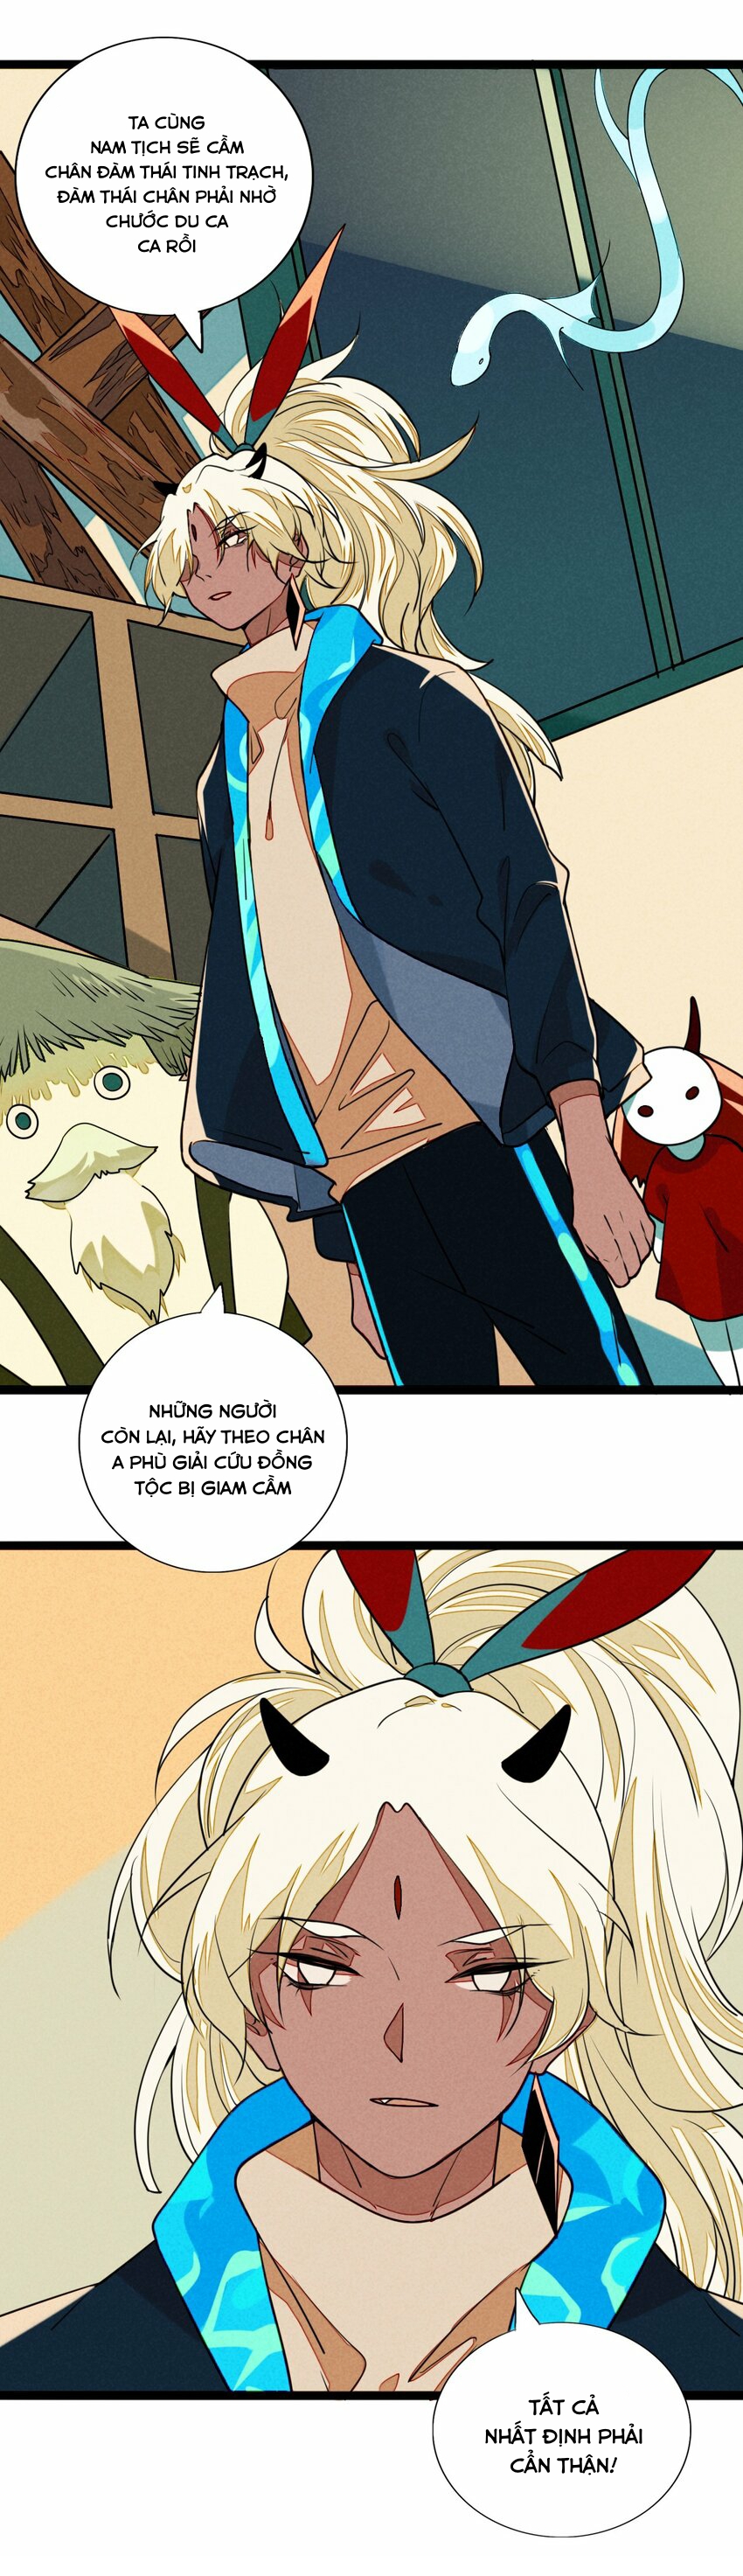 TA CÙNG
NAM TỊCH SẼ CẦM
CHÂN ĐÀM THÁI TINH TRẠCH,
ĐÀM THÁI CHÂN PHẢI NHỜ
CHƯỚC DU CA
CA RỒI
NHỮNG NGƯỜI
CÒN LẠI, HÃY THEO CHÂN
A PHÙ GIẢI CỨU ĐỒNG
TỘC BỊ GIAM CẦM
TẤT CẢ
NHẤT ĐỊNH PHẢI
CẨN THẬN!